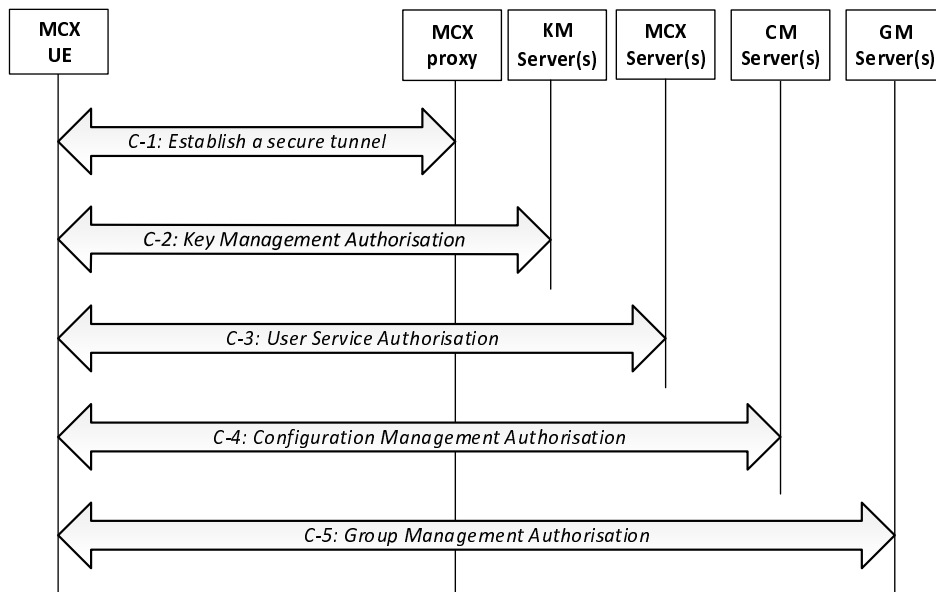 MCX
UE
MCX
proxy
KM
Server(s)
MCX
Server(s)
CM
Server(s)
GM
Server(s)
C-1: Establish a secure tunnel
C-2: Key Management Authorisation
C-3: User Service Authorisation
C-4: Configuration Management Authorisation
C-5: Group Management Authorisation